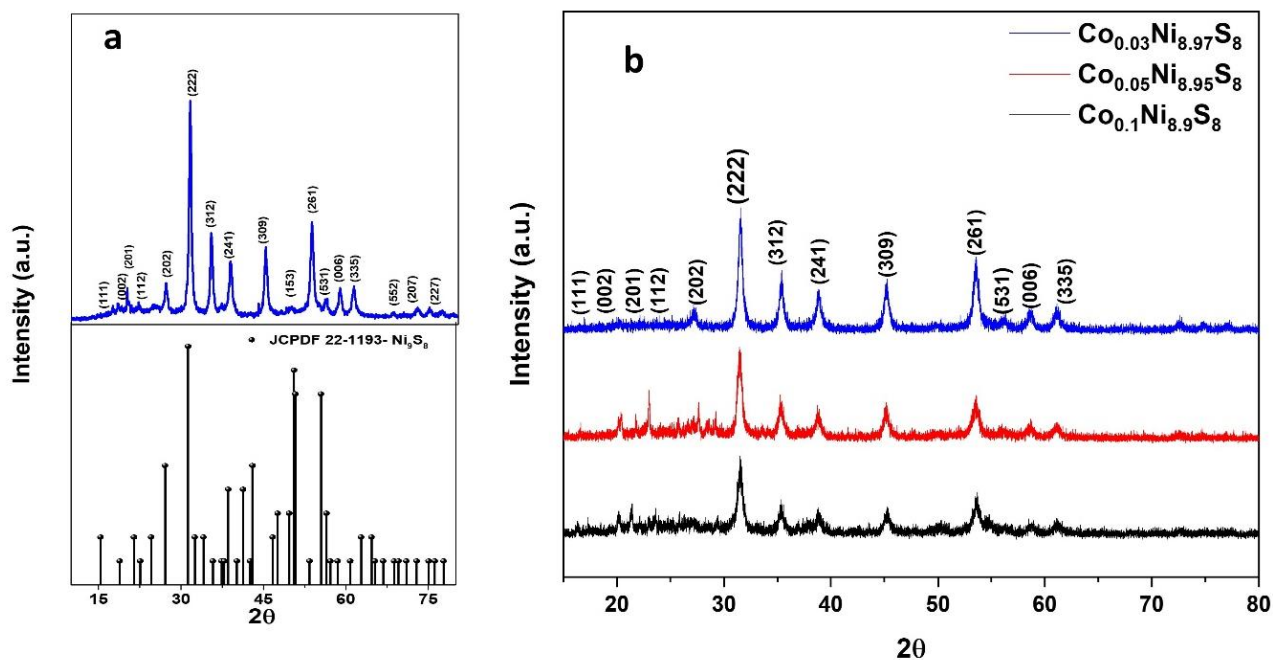 a
(111)
(002)
(201)
(112)
(202)
(222)
(312)
(241)
(309)
(153)
(261)
(531)
(006)
(335)
(552)
(207)
(227)
Intensity (a.u.)
JCPDF 22-1193- Ni₉S₈
15 30 45 60 75
2θ
b
Co₀.₀₃Ni₈.₉₇S₈
Co₀.₀₅Ni₈.₉₅S₈
Co₀.₁Ni₈.₉S₈
(111)
(002)
(201)
(112)
(202)
(222)
(312)
(241)
(309)
(261)
(531)
(006)
(335)
Intensity (a.u.)
20 30 40 50 60 70 80
2θ